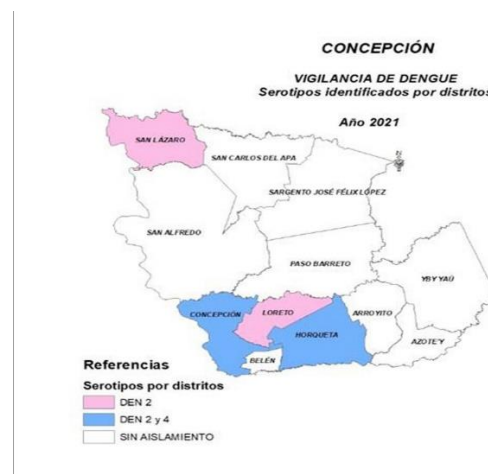 CONCEPCIÓN
VIGILANCIA DE DENGUE
Serotipos identificados por distritos
Año 2021
N
SAN LÁZARO
SAN CARLOS DEL APA
SARGENTO JOSÉ FÉLIX LÓPEZ
SAN ALFREDO
PASO BARRETO
YBY YAÚ
CONCEPCIÓN
LORETO
ARROYITO
HORQUETA
AZOTE'Y
BELÉN
Referencias
Serotipos por distritos
DEN 2
DEN 2 y 4
SIN AISLAMIENTO